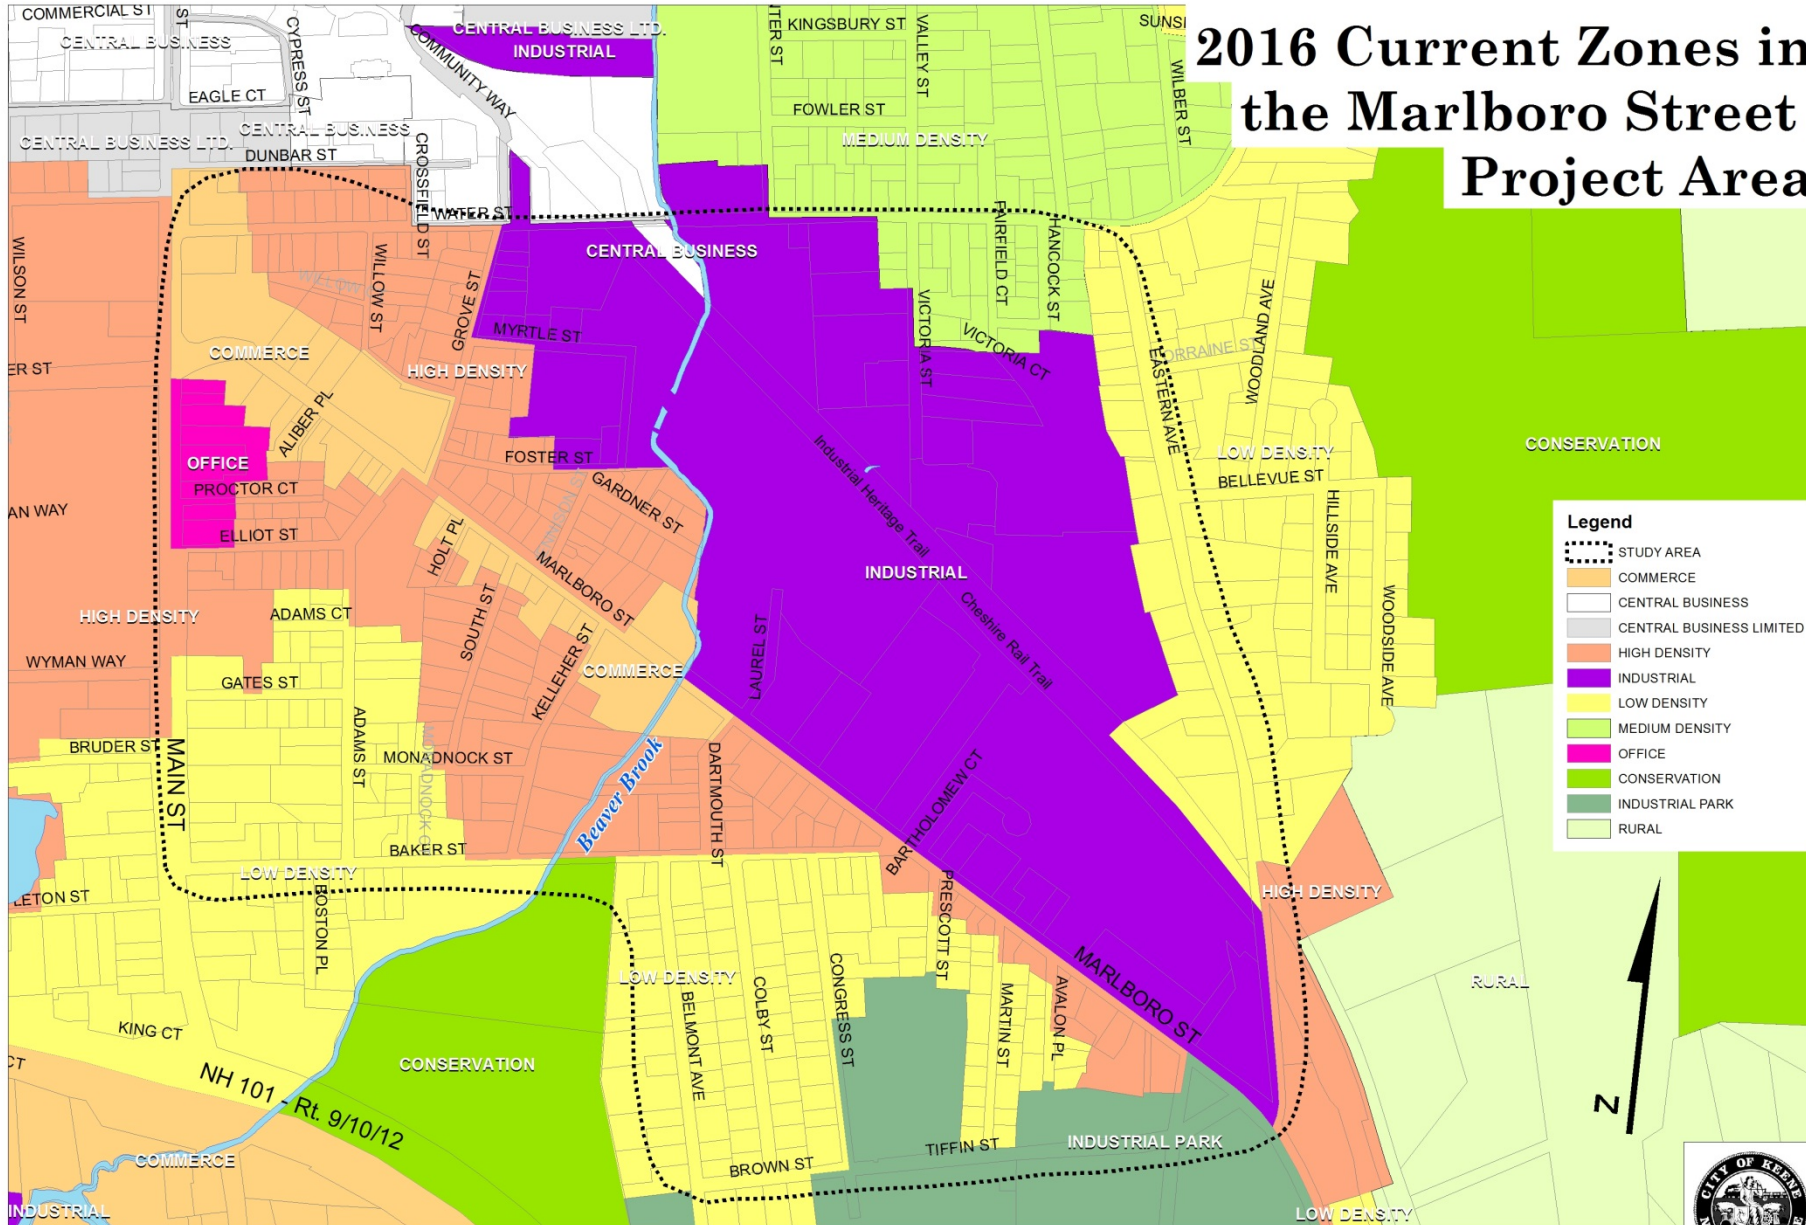 2016 Current Zones in
the Marlboro Street
Project Area
COMMERCIAL ST
ST
CENTRAL BUSINESS
CYPRESS ST
COMMUNITY WAY
CENTRAL BUSINESS LTD.
INDUSTRIAL
KINGSBURY ST
VALLEY ST
WILBER ST
EAGLE CT
FOWLER ST
CENTRAL BUSINESS LTD.
CENTRAL BUSINESS
MEDIUM DENSITY
DUNBAR ST
CROSSFIELD ST
WATER ST
FAIRFIELD CT
HANCOCK ST
WILSON ST
WILLOW ST
GROVE ST
CENTRAL BUSINESS
WOODLAND AVE
MYRTLE ST
VICTORIA ST
VICTORIA CT
EASTERN AVE
COMMERCE
ER ST
HIGH DENSITY
ALIBER PL
OFFICE
PROCTOR CT
ELLIOT ST
AN WAY
FOSTER ST
GARDNER ST
Industrial Heritage Trail
LOW DENSITY
BELLEVUE ST
CONSERVATION
HILLSIDE AVE
WOODSIDE AVE
HOLT PL
MARLBORO ST
INDUSTRIAL
Cheshire Rail Trail
HIGH DENSITY
ADAMS CT
SOUTH ST
KELLEHER ST
LAUREL ST
WYMAN WAY
GATES ST
COMMERCE
BRUDER ST
MAIN ST
ADAMS ST
MONADNOCK ST
MONADNOCK CT
Beaver Brook
DARTMOUTH ST
BARTHOLOMEW CT
BAKER ST
LOW DENSITY
LETON ST
BOSTON PL
PRESCOTT ST
HIGH DENSITY
LOW DENSITY
BELMONT AVE
COLBY ST
CONGRESS ST
MARTIN ST
AVALON PL
MARLBORO ST
RURAL
KING CT
CT
NH 101 - Rt. 9/10/12
CONSERVATION
COMMERCE
BROWN ST
TIFFIN ST
INDUSTRIAL PARK
INDUSTRIAL
LOW DENSITY
Legend
STUDY AREA
COMMERCE
CENTRAL BUSINESS
CENTRAL BUSINESS LIMITED
HIGH DENSITY
INDUSTRIAL
LOW DENSITY
MEDIUM DENSITY
OFFICE
CONSERVATION
INDUSTRIAL PARK
RURAL
N
CITY OF KEENE